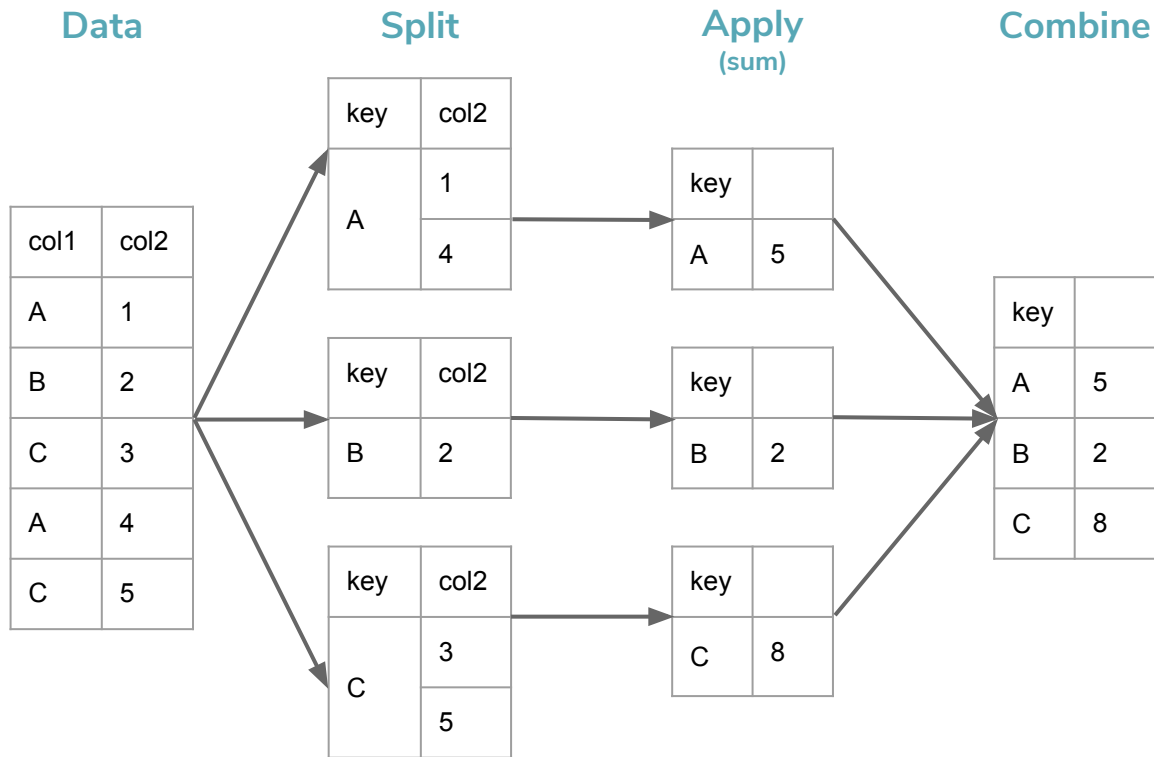 Data
Split
Apply
(sum)
Combine
col1 col2
A 1
B 2
C 3
A 4
C 5
key col2
A
1
4
key col2
B 2
key col2
C
3
5
key
A 5
key
B 2
key
C 8
key
A 5
B 2
C 8